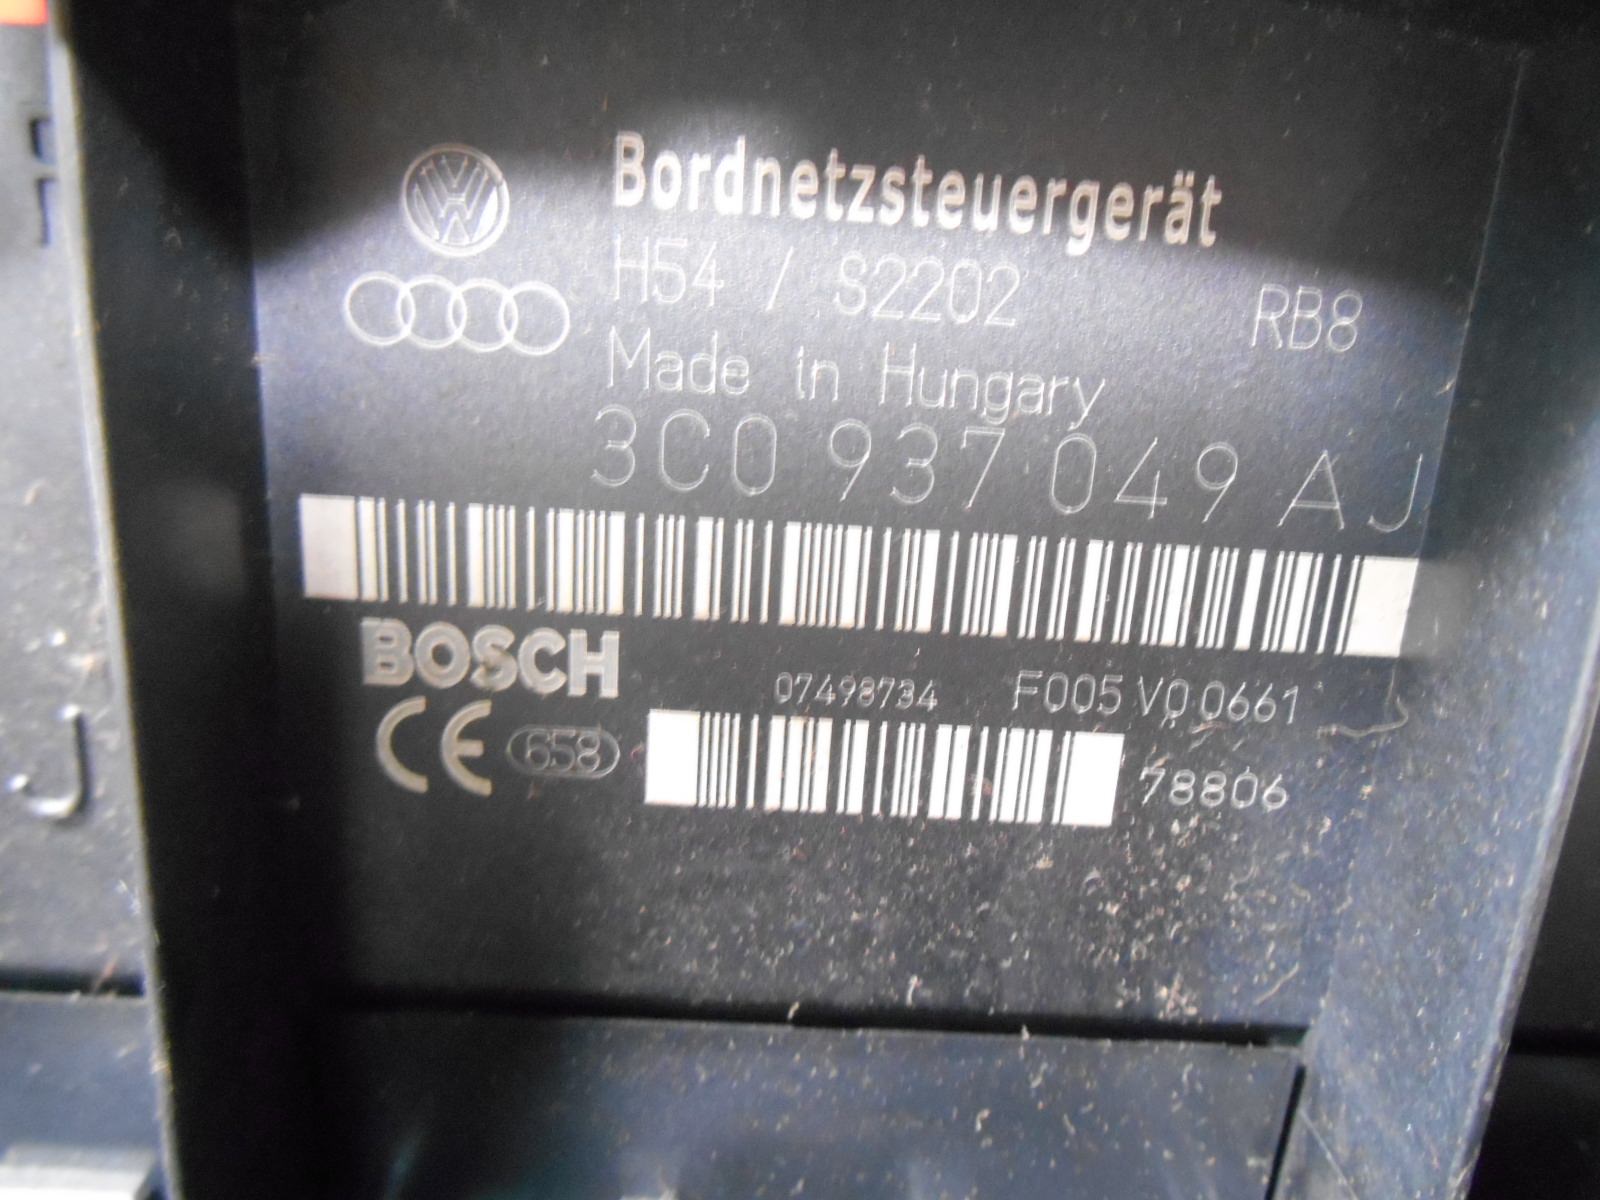 Bordnetzsteuergerät
H54 / S2202 RB8
Made in Hungary
3C0 937 049 AJ
BOSCH
07498734 F005 V0 0661
CE 658
78806